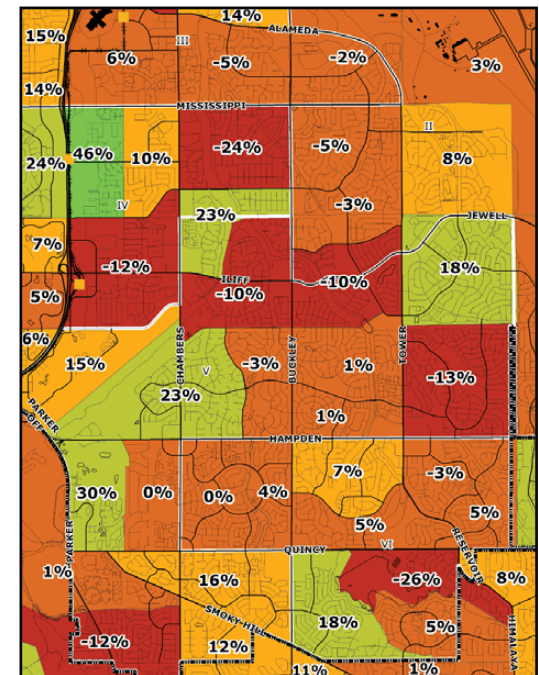 14%
15%
III
ALAMEDA
6%
-5%
-2%
3%
14%
MISSISSIPPI
II
46%
10%
-24%
-5%
8%
24%
IV
-3%
23%
JEWELL
7%
-12%
18%
ILIFF
-10%
-10%
5%
6%
15%
CHAMBERS
BUCKLEY
TOWER
-3%
1%
V
-13%
23%
1%
PARKER
OFF
HAMPDEN
7%
-3%
30%
0%
0%
4%
5%
5%
PARKER
QUINCY
VI
RESERVOIR
1%
16%
-26%
8%
SMOKY-HILL
18%
5%
-12%
12%
HIMALAYA
11%
1%